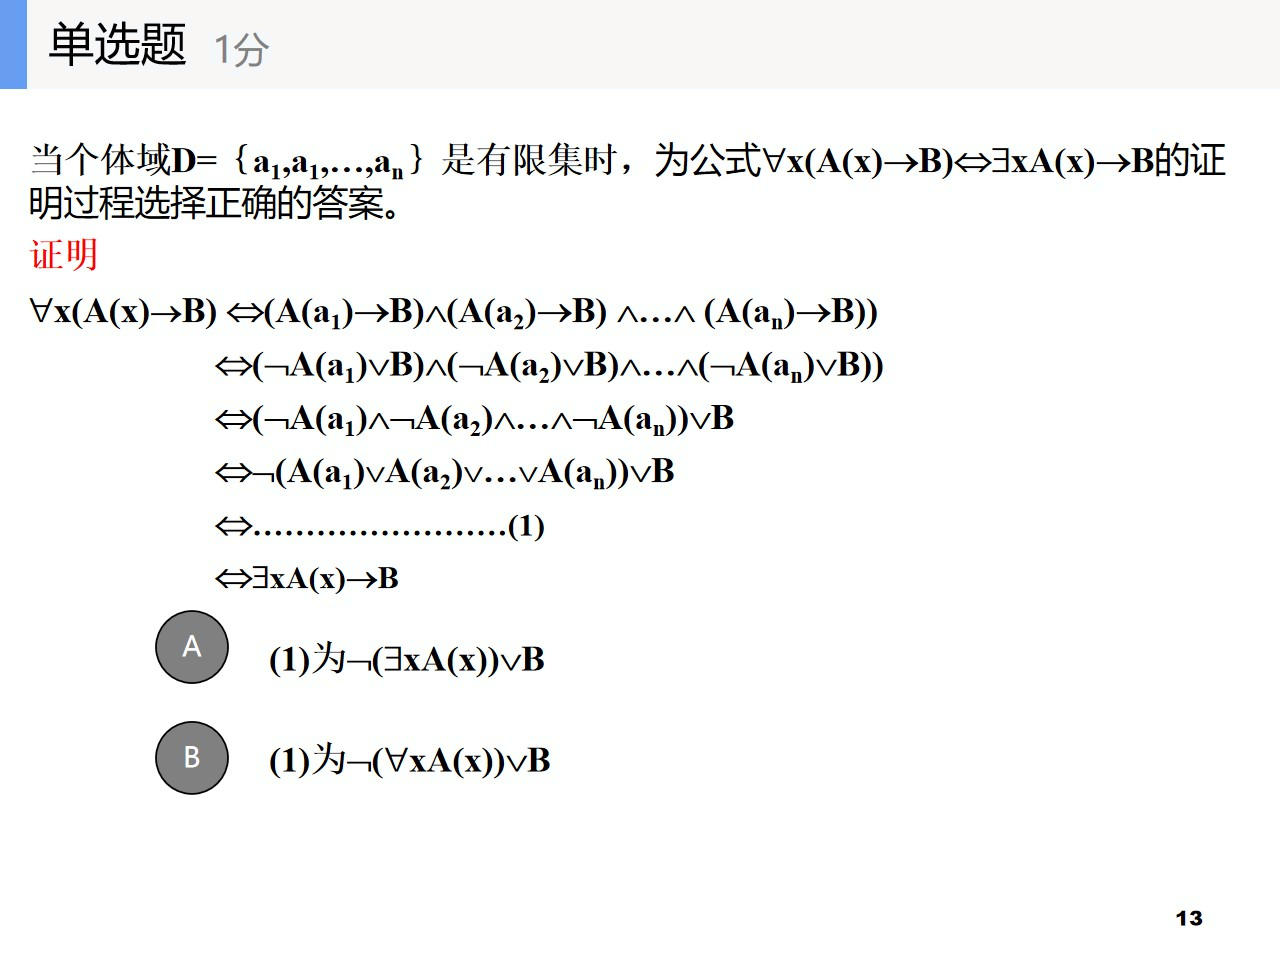 单选题 1分
当个体域D=｛a₁,a₁,…,aₙ｝是有限集时，为公式∀x(A(x)→B)⇔∃xA(x)→B的证
明过程选择正确的答案。
证明
∀x(A(x)→B) ⇔(A(a₁)→B)∧(A(a₂)→B) ∧…∧ (A(aₙ)→B))
⇔(¬A(a₁)∨B)∧(¬A(a₂)∨B)∧…∧(¬A(aₙ)∨B))
⇔(¬A(a₁)∧¬A(a₂)∧…∧¬A(aₙ))∨B
⇔¬(A(a₁)∨A(a₂)∨…∨A(aₙ))∨B
⇔……………………(1)
⇔∃xA(x)→B
A (1)为¬(∃xA(x))∨B
B (1)为¬(∀xA(x))∨B
13